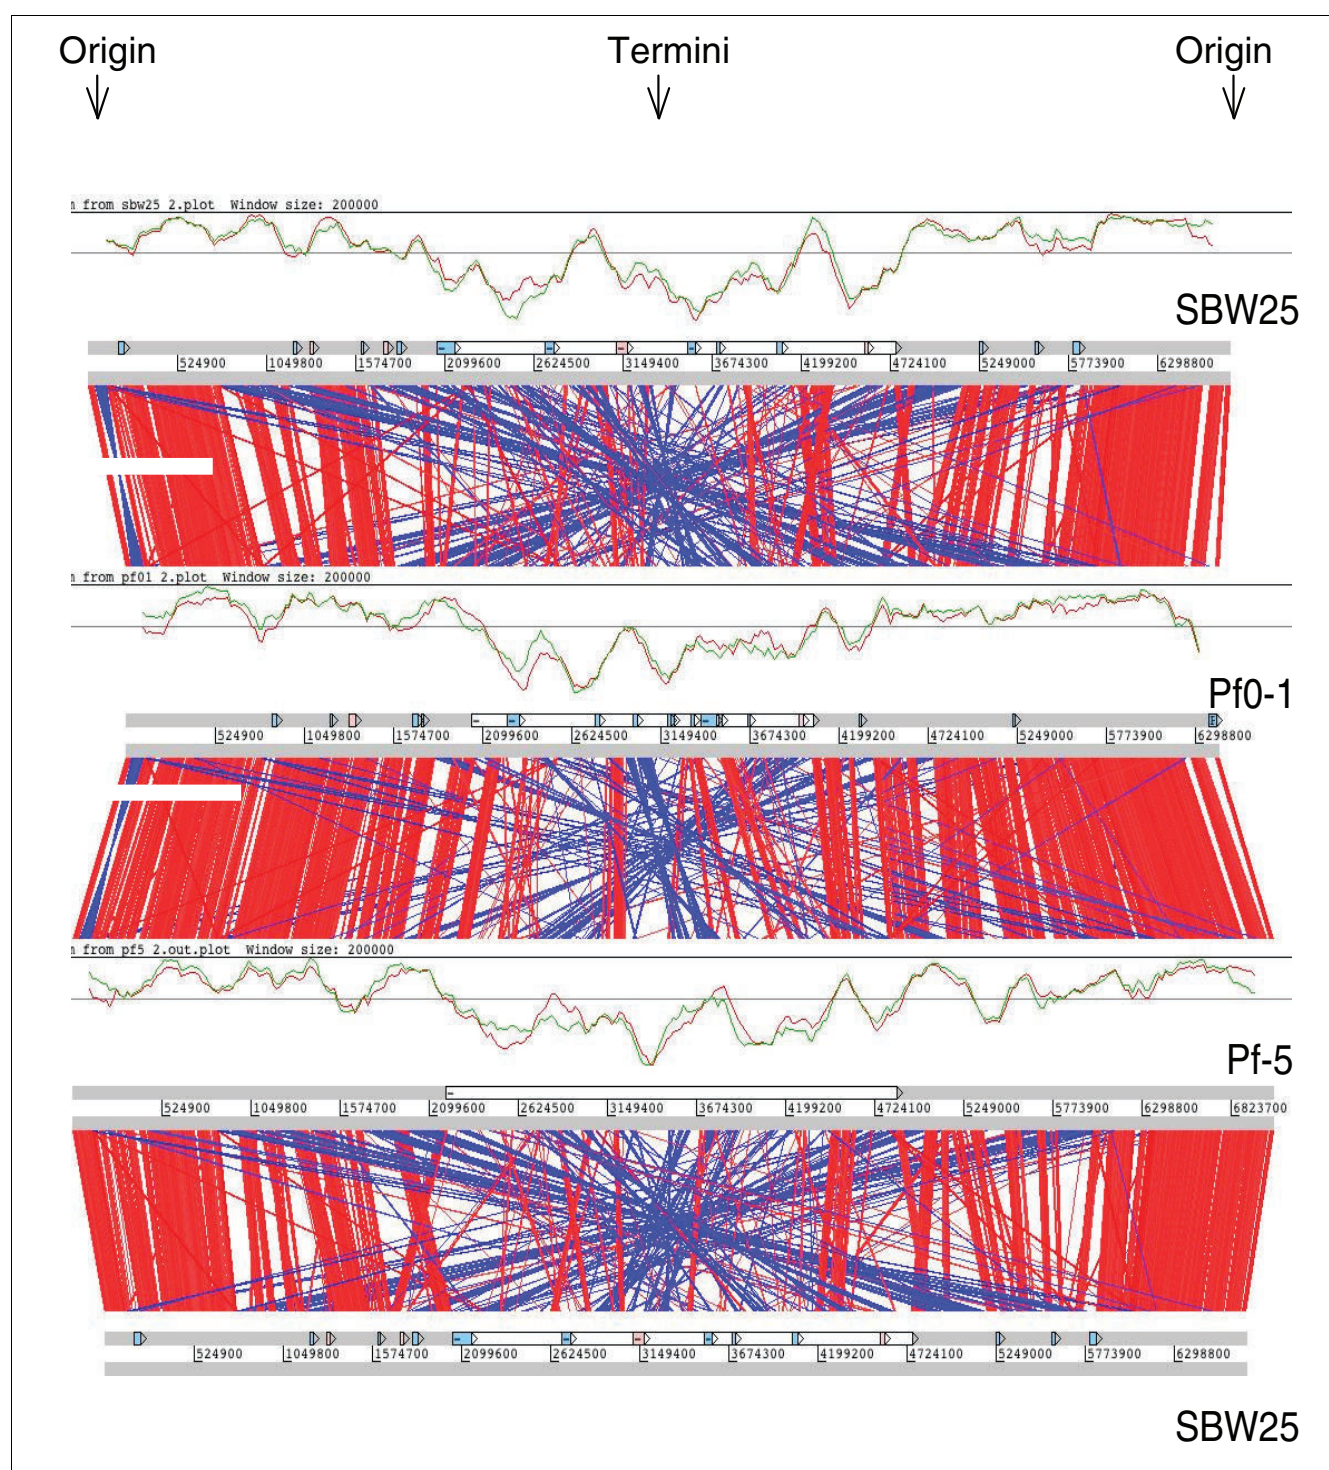 Origin Termini Origin
n from sbw25 2.plot Window size: 200000
SBW25
524900 1049800 1574700 2099600 2624500 3149400 3674300 4199200 4724100 5249000 5773900 6298800
n from pf01 2.plot Window size: 200000
Pf0-1
524900 1049800 1574700 2099600 2624500 3149400 3674300 4199200 4724100 5249000 5773900 6298800
n from pf5 2.out.plot Window size: 200000
Pf-5
524900 1049800 1574700 2099600 2624500 3149400 3674300 4199200 4724100 5249000 5773900 6298800 6823700
524900 1049800 1574700 2099600 2624500 3149400 3674300 4199200 4724100 5249000 5773900 6298800
SBW25